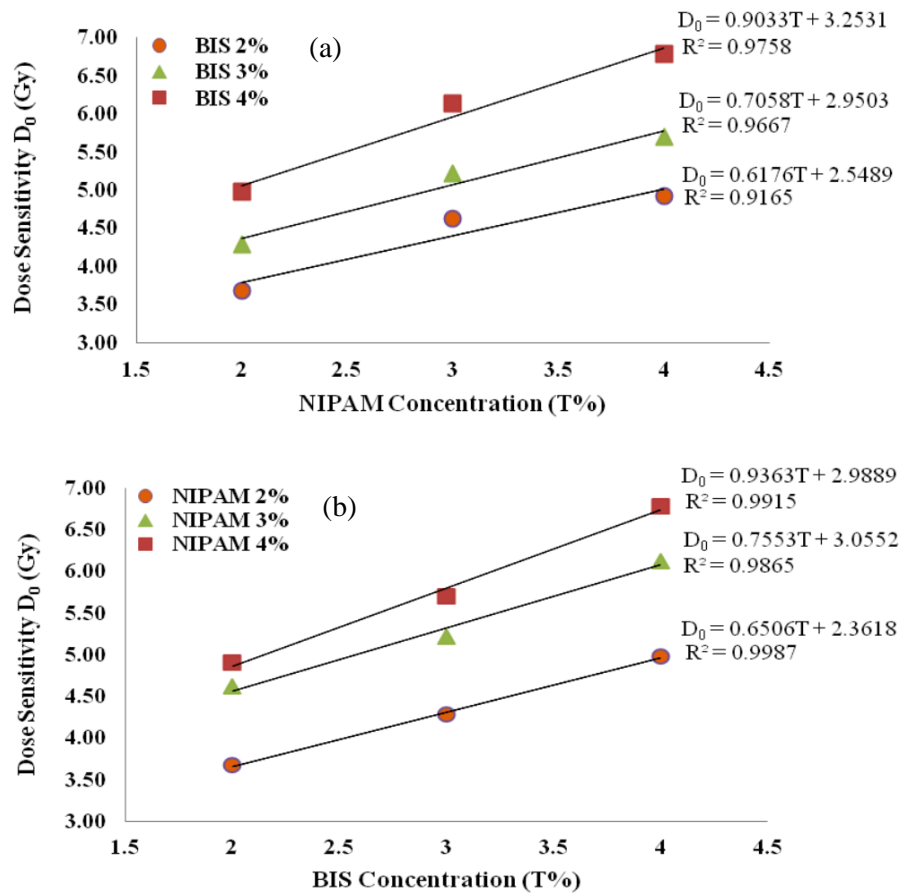 (a)
BIS 2%
BIS 3%
BIS 4%
D₀ = 0.9033T + 3.2531
R² = 0.9758
D₀ = 0.7058T + 2.9503
R² = 0.9667
D₀ = 0.6176T + 2.5489
R² = 0.9165
Dose Sensitivity D₀ (Gy)
7.00
6.50
6.00
5.50
5.00
4.50
4.00
3.50
3.00
1.5 2 2.5 3 3.5 4 4.5
NIPAM Concentration (T%)
(b)
NIPAM 2%
NIPAM 3%
NIPAM 4%
D₀ = 0.9363T + 2.9889
R² = 0.9915
D₀ = 0.7553T + 3.0552
R² = 0.9865
D₀ = 0.6506T + 2.3618
R² = 0.9987
Dose Sensitivity D₀ (Gy)
7.00
6.50
6.00
5.50
5.00
4.50
4.00
3.50
3.00
1.5 2 2.5 3 3.5 4 4.5
BIS Concentration (T%)